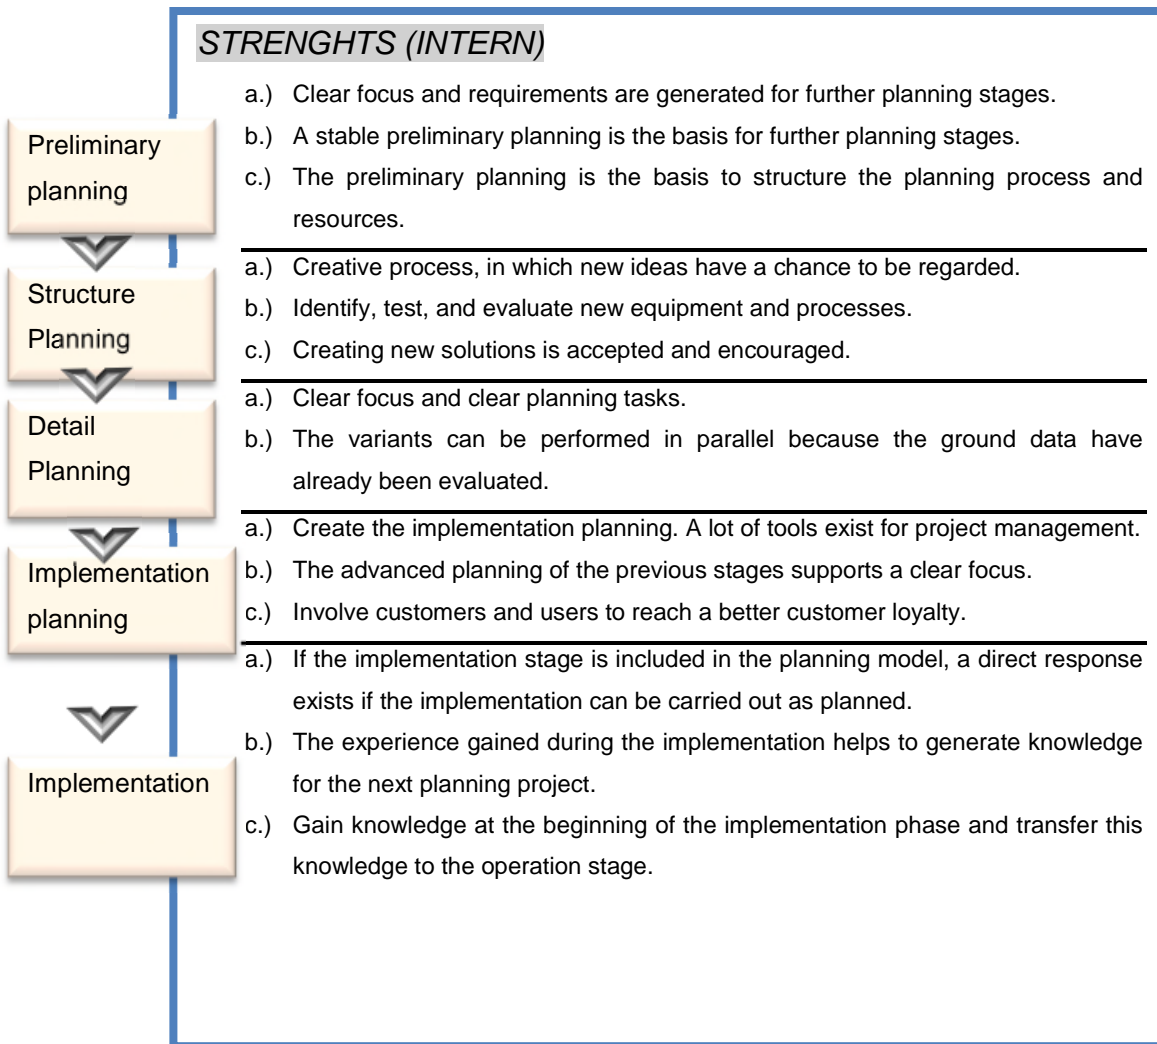 STRENGHTS (INTERN)
Preliminary
planning
a.) Clear focus and requirements are generated for further planning stages.
b.) A stable preliminary planning is the basis for further planning stages.
c.) The preliminary planning is the basis to structure the planning process and
resources.
Structure
Planning
a.) Creative process, in which new ideas have a chance to be regarded.
b.) Identify, test, and evaluate new equipment and processes.
c.) Creating new solutions is accepted and encouraged.
Detail
Planning
a.) Clear focus and clear planning tasks.
b.) The variants can be performed in parallel because the ground data have
already been evaluated.
Implementation
planning
a.) Create the implementation planning. A lot of tools exist for project management.
b.) The advanced planning of the previous stages supports a clear focus.
c.) Involve customers and users to reach a better customer loyalty.
Implementation
a.) If the implementation stage is included in the planning model, a direct response
exists if the implementation can be carried out as planned.
b.) The experience gained during the implementation helps to generate knowledge
for the next planning project.
c.) Gain knowledge at the beginning of the implementation phase and transfer this
knowledge to the operation stage.